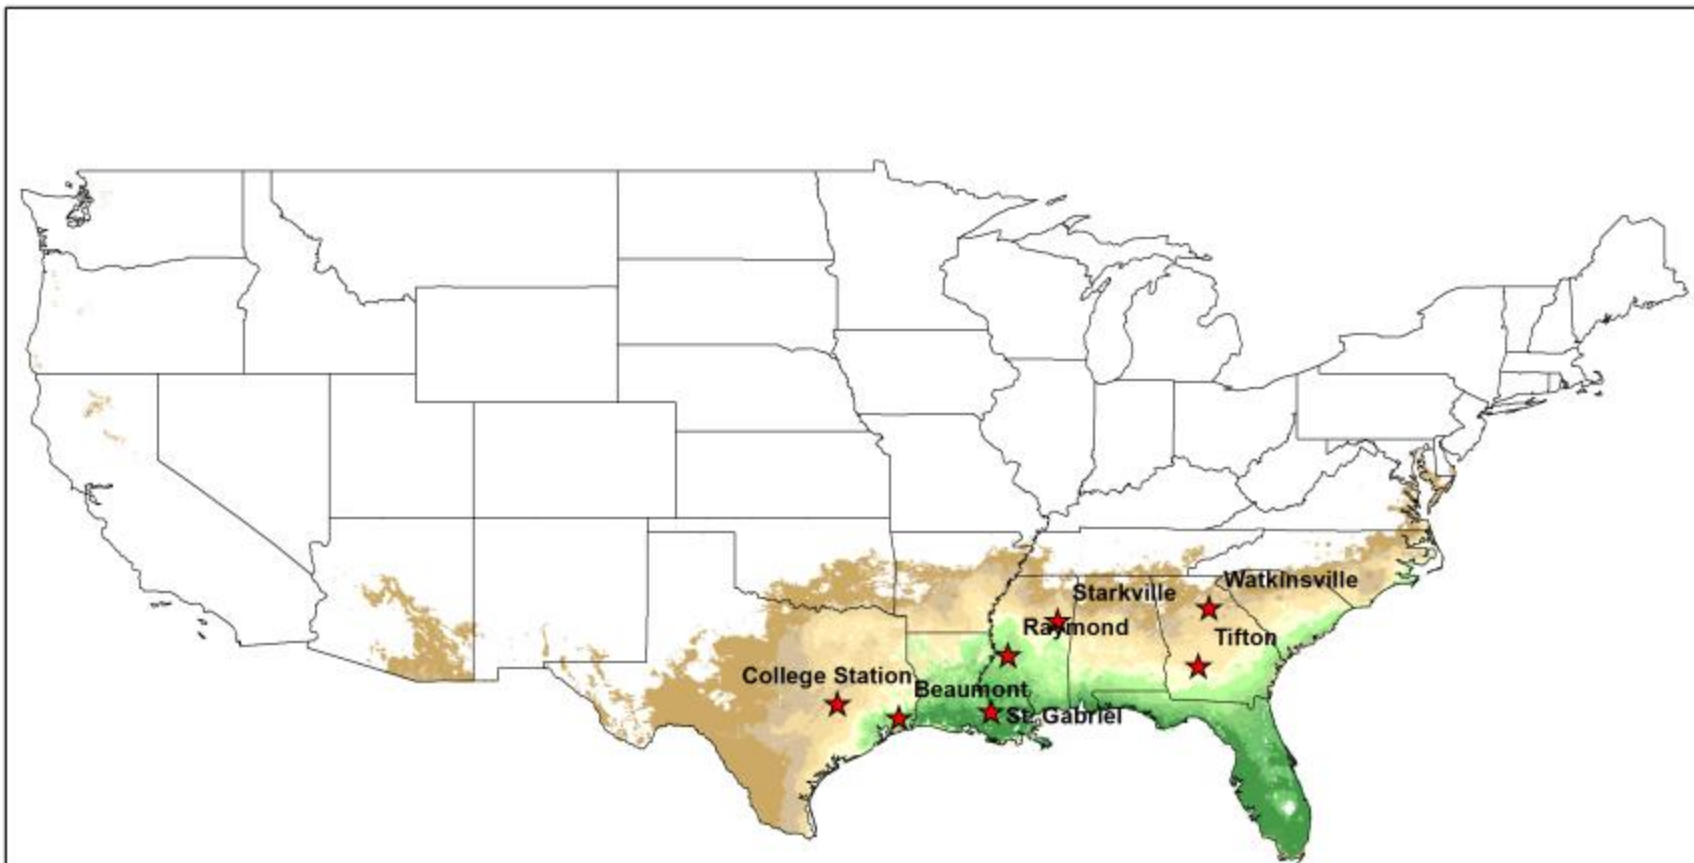 Watkinsville
Starkville
Raymond
Tifton
College Station
Beaumont
St. Gabriel